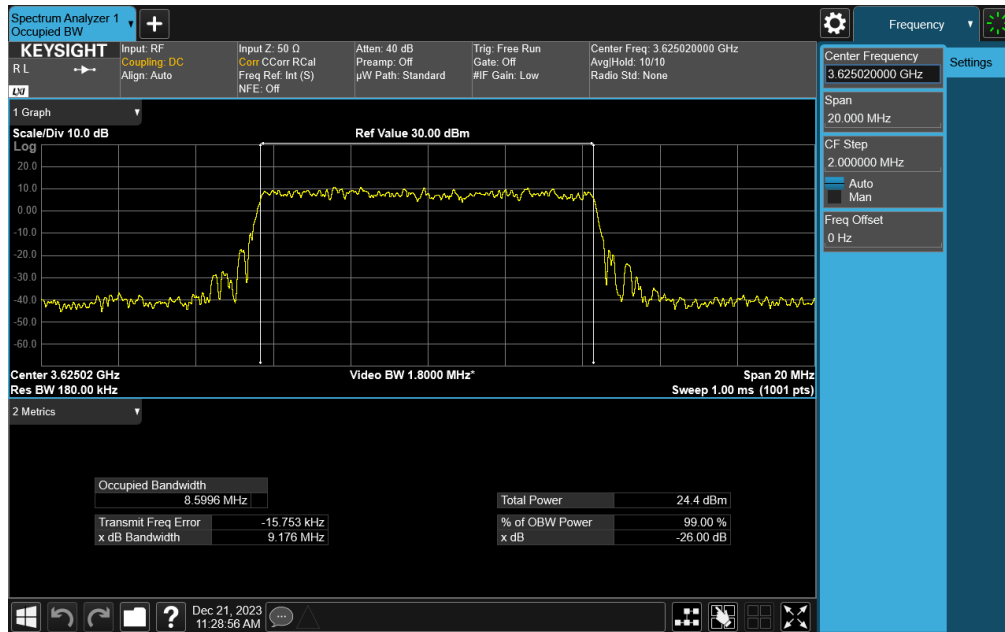 Spectrum Analyzer 1
Occupied BW
+
Frequency
KEYSIGHT
R L
LXI
Input: RF
Coupling: DC
Align: Auto
Input Z: 50 Ω
Corr CCorr RCal
Freq Ref: Int (S)
NFE: Off
Atten: 40 dB
Preamp: Off
µW Path: Standard
Trig: Free Run
Gate: Off
#IF Gain: Low
Center Freq: 3.625020000 GHz
Avg|Hold: 10/10
Radio Std: None
Center Frequency
3.625020000 GHz
Settings
Span
20.000 MHz
CF Step
2.000000 MHz
Auto
Man
Freq Offset
0 Hz
1 Graph
Scale/Div 10.0 dB
Ref Value 30.00 dBm
Log
20.0
10.0
0.00
-10.0
-20.0
-30.0
-40.0
-50.0
-60.0
Center 3.62502 GHz
Video BW 1.8000 MHz*
Span 20 MHz
Res BW 180.00 kHz
Sweep 1.00 ms (1001 pts)
2 Metrics
Occupied Bandwidth
8.5996 MHz
Transmit Freq Error -15.753 kHz
x dB Bandwidth 9.176 MHz
Total Power 24.4 dBm
% of OBW Power 99.00 %
x dB -26.00 dB
?
Dec 21, 2023
11:28:56 AM